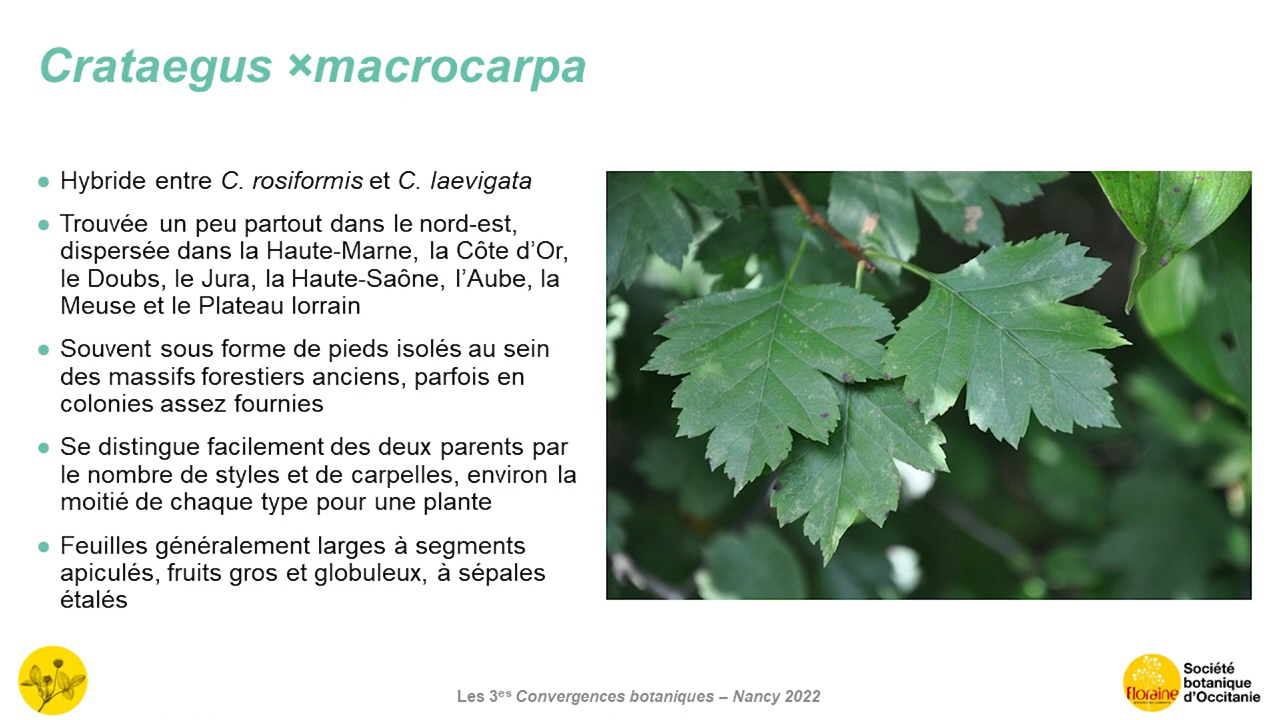 Crataegus ×macrocarpa
● Hybride entre C. rosiformis et C. laevigata
● Trouvée un peu partout dans le nord-est,
dispersée dans la Haute-Marne, la Côte d’Or,
le Doubs, le Jura, la Haute-Saône, l’Aube, la
Meuse et le Plateau lorrain
● Souvent sous forme de pieds isolés au sein
des massifs forestiers anciens, parfois en
colonies assez fournies
● Se distingue facilement des deux parents par
le nombre de styles et de carpelles, environ la
moitié de chaque type pour une plante
● Feuilles généralement larges à segments
apiculés, fruits gros et globuleux, à sépales
étalés
Les 3es Convergences botaniques – Nancy 2022
floraine
Société
botanique
d’Occitanie